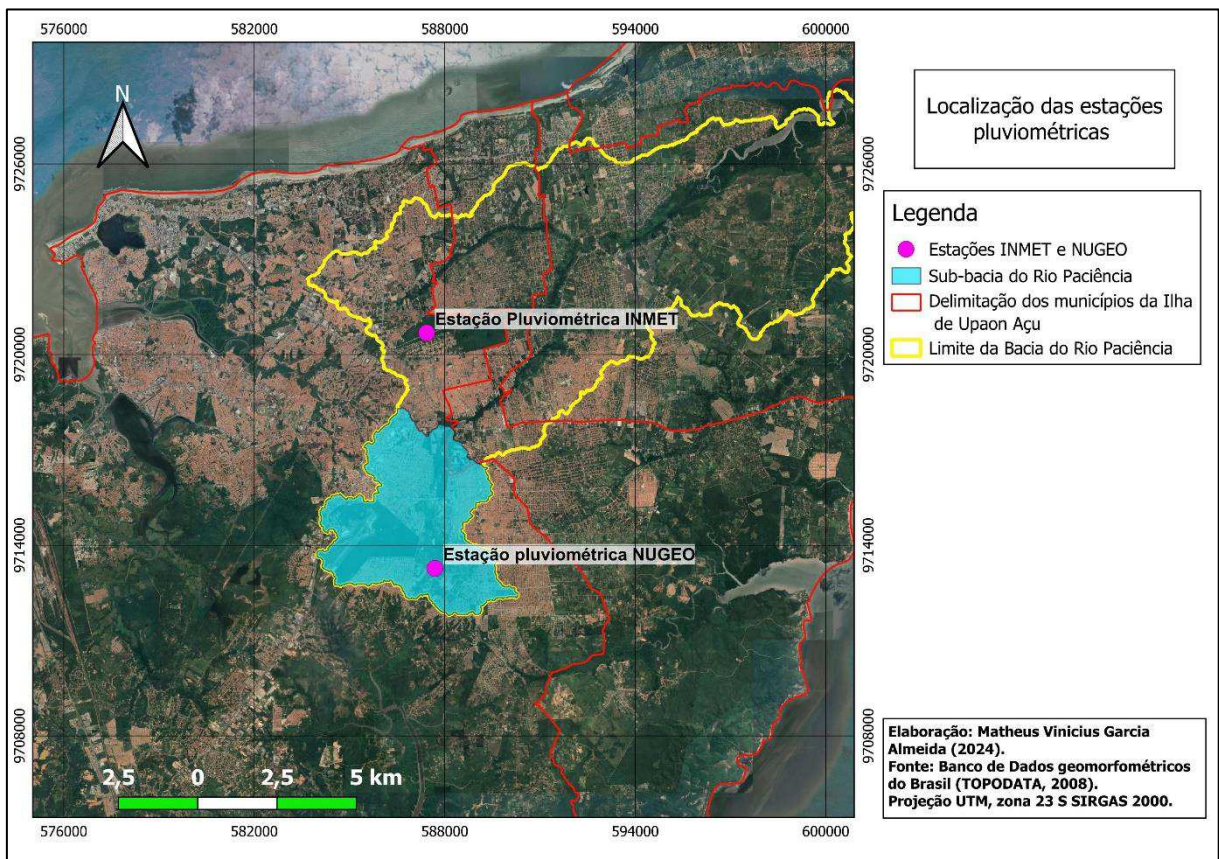 576000 582000 588000 594000 600000
N
9726000 9726000
9720000 9720000
9714000 9714000
9708000 9708000
Estação Pluviométrica INMET
Estação pluviométrica NUGEO
2,5 0 2,5 5 km
576000 582000 588000 594000 600000
Localização das estações
pluviométricas
Legenda
Estações INMET e NUGEO
Sub-bacia do Rio Paciência
Delimitação dos municípios da Ilha
de Upaon Açu
Limite da Bacia do Rio Paciência
Elaboração: Matheus Vinicius Garcia
Almeida (2024).
Fonte: Banco de Dados geomorfométricos
do Brasil (TOPODATA, 2008).
Projeção UTM, zona 23 S SIRGAS 2000.